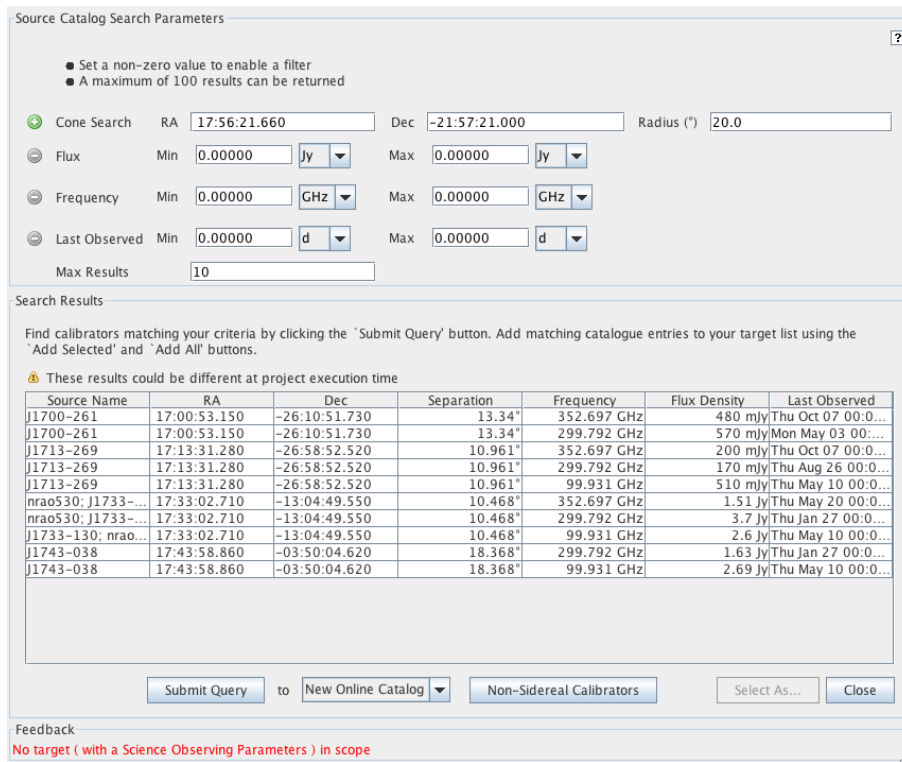 Source Catalog Search Parameters
?
● Set a non-zero value to enable a filter
● A maximum of 100 results can be returned
Cone Search RA 17:56:21.660 Dec -21:57:21.000 Radius (°) 20.0
Flux Min 0.00000 Jy Max 0.00000 Jy
Frequency Min 0.00000 GHz Max 0.00000 GHz
Last Observed Min 0.00000 d Max 0.00000 d
Max Results 10
Search Results
Find calibrators matching your criteria by clicking the `Submit Query' button. Add matching catalogue entries to your target list using the
`Add Selected' and `Add All' buttons.
These results could be different at project execution time
Source Name RA Dec Separation Frequency Flux Density Last Observed
J1700-261 17:00:53.150 -26:10:51.730 13.34° 352.697 GHz 480 mJy Thu Oct 07 00:0...
J1700-261 17:00:53.150 -26:10:51.730 13.34° 299.792 GHz 570 mJy Mon May 03 00:...
J1713-269 17:13:31.280 -26:58:52.520 10.961° 352.697 GHz 200 mJy Thu Oct 07 00:0...
J1713-269 17:13:31.280 -26:58:52.520 10.961° 299.792 GHz 170 mJy Thu Aug 26 00:0...
J1713-269 17:13:31.280 -26:58:52.520 10.961° 99.931 GHz 510 mJy Thu May 10 00:0...
nrao530; J1733-... 17:33:02.710 -13:04:49.550 10.468° 352.697 GHz 1.51 Jy Thu May 20 00:0...
nrao530; J1733-... 17:33:02.710 -13:04:49.550 10.468° 299.792 GHz 3.7 Jy Thu Jan 27 00:0...
J1733-130; nrao... 17:33:02.710 -13:04:49.550 10.468° 99.931 GHz 2.6 Jy Thu May 10 00:0...
J1743-038 17:43:58.860 -03:50:04.620 18.368° 299.792 GHz 1.63 Jy Thu Jan 27 00:0...
J1743-038 17:43:58.860 -03:50:04.620 18.368° 99.931 GHz 2.69 Jy Thu May 10 00:0...
Submit Query to New Online Catalog Non-Sidereal Calibrators Select As... Close
Feedback
No target ( with a Science Observing Parameters ) in scope